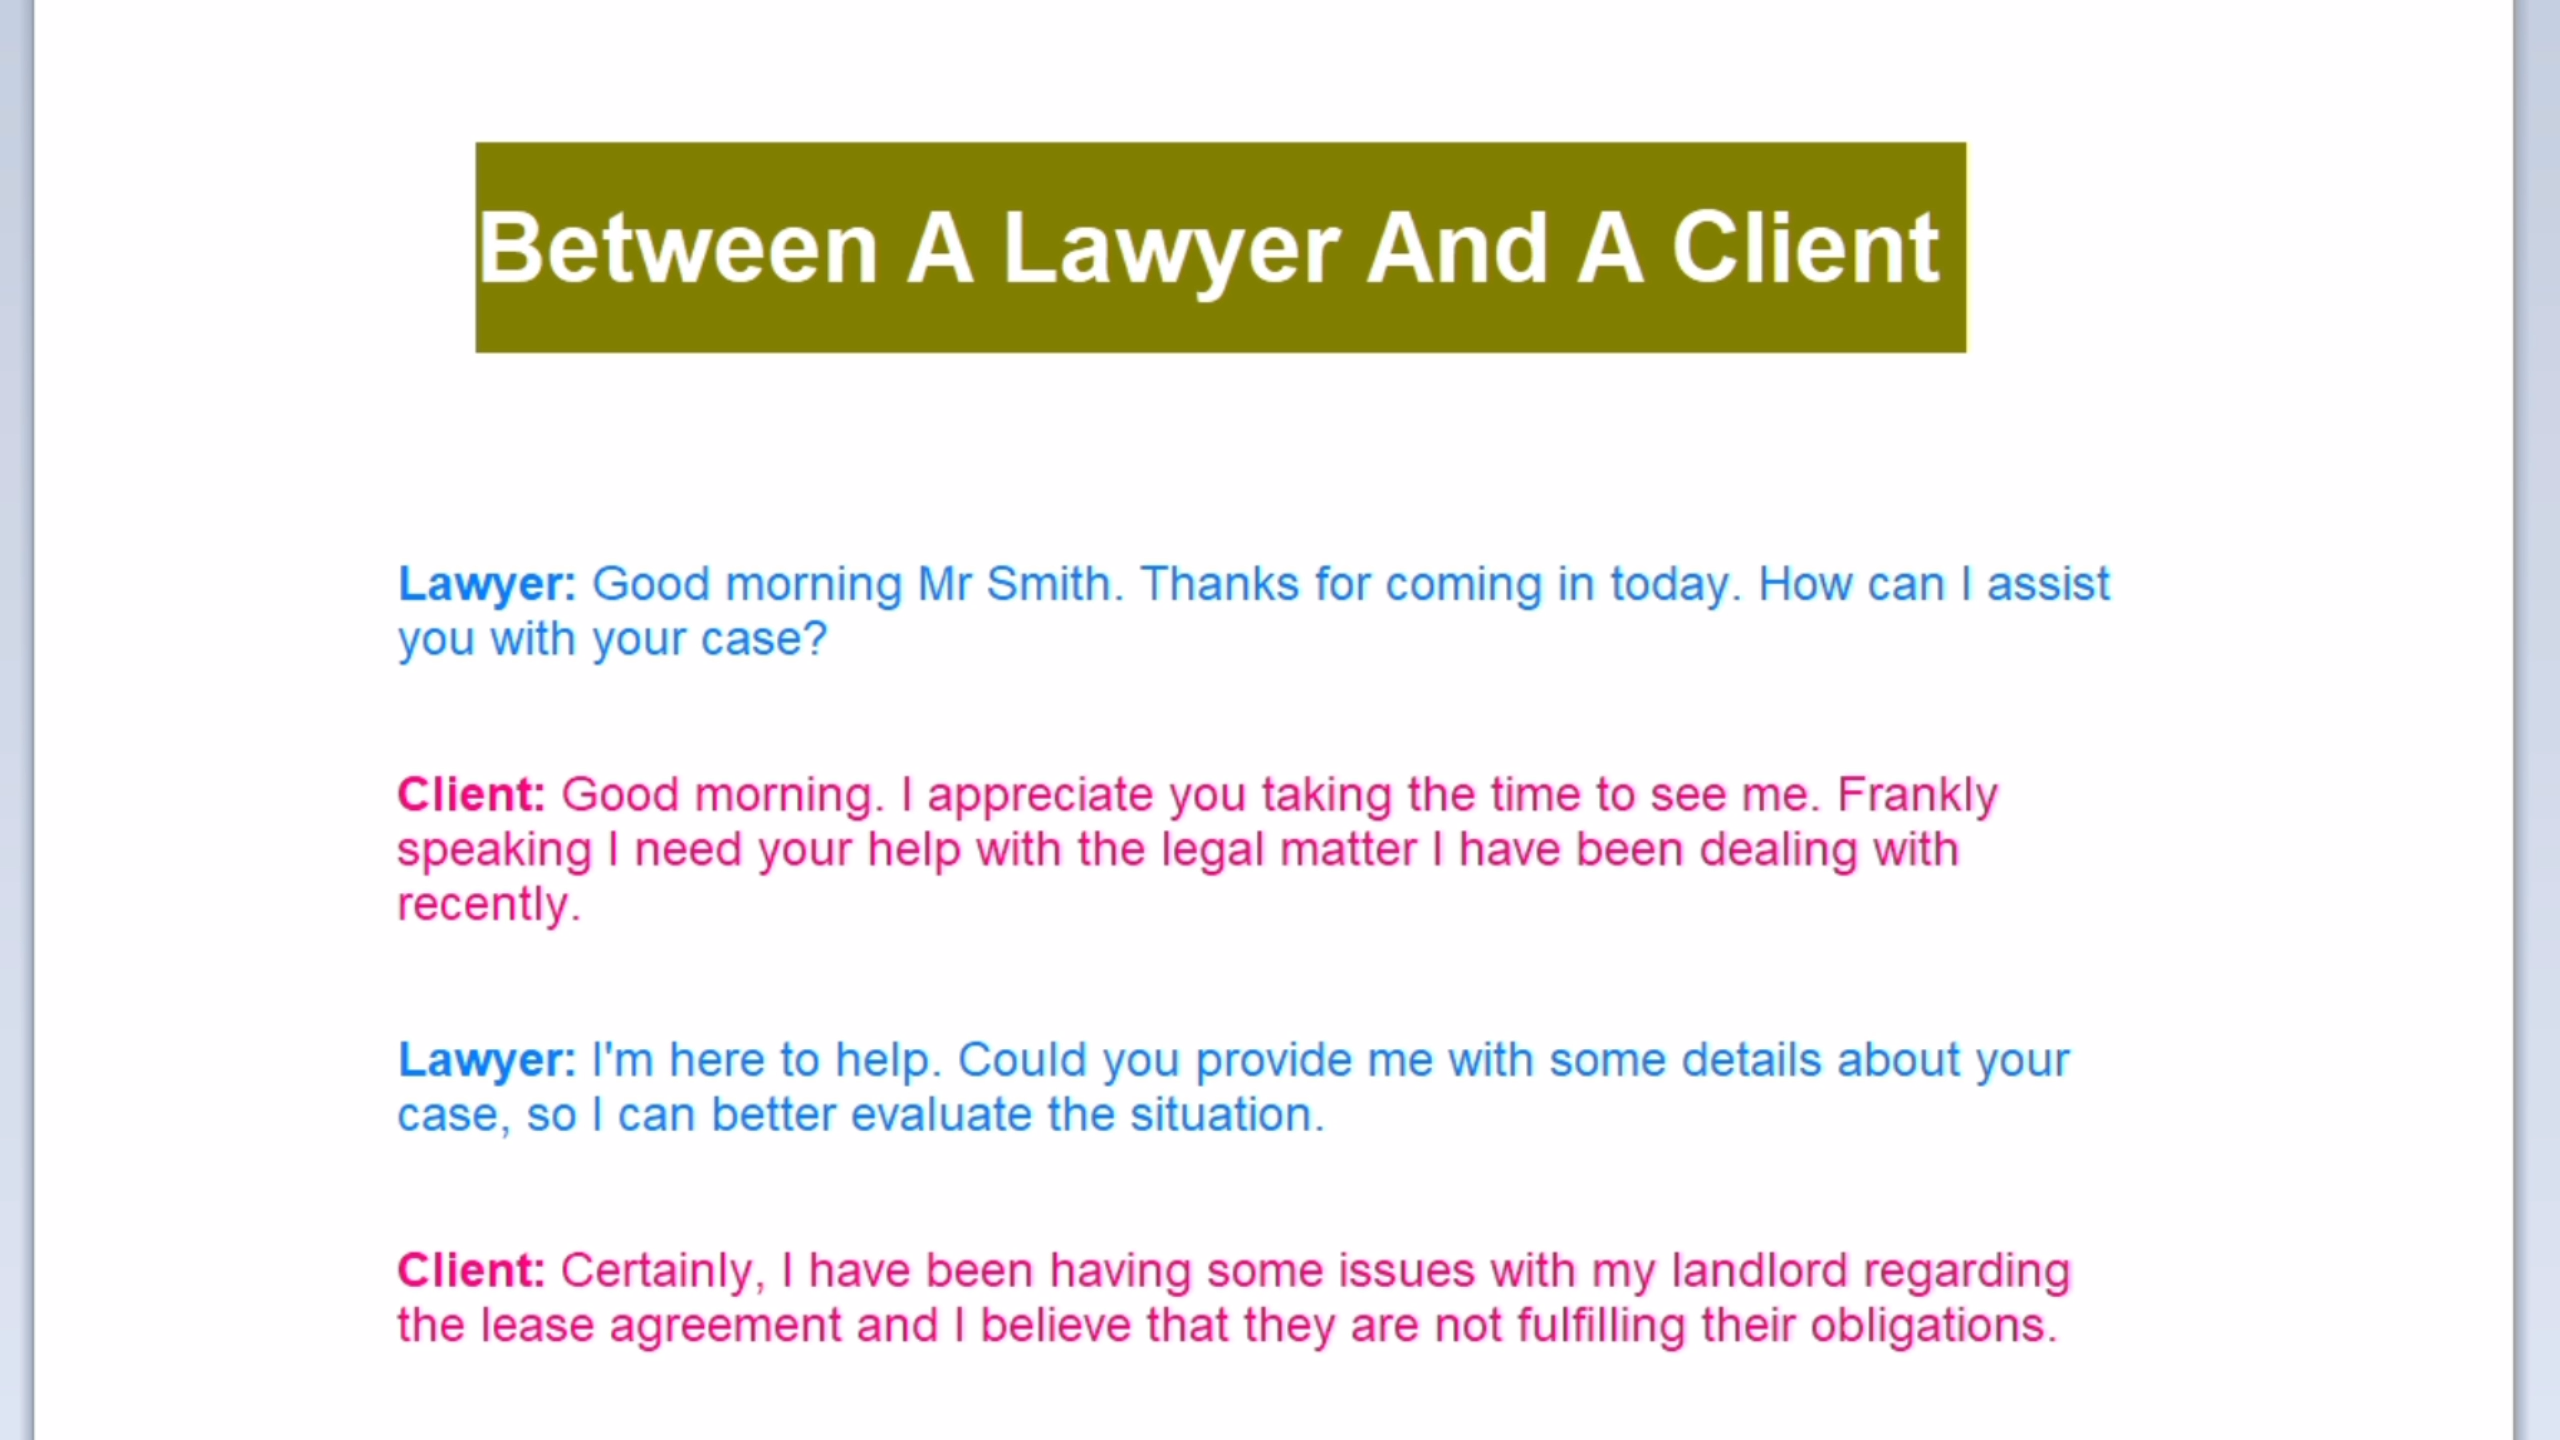 Between A Lawyer And A Client
Lawyer: Good morning Mr Smith. Thanks for coming in today. How can I assist
you with your case?
Client: Good morning. I appreciate you taking the time to see me. Frankly
speaking I need your help with the legal matter I have been dealing with
recently.
Lawyer: I'm here to help. Could you provide me with some details about your
case, so I can better evaluate the situation.
Client: Certainly, I have been having some issues with my landlord regarding
the lease agreement and I believe that they are not fulfilling their obligations.